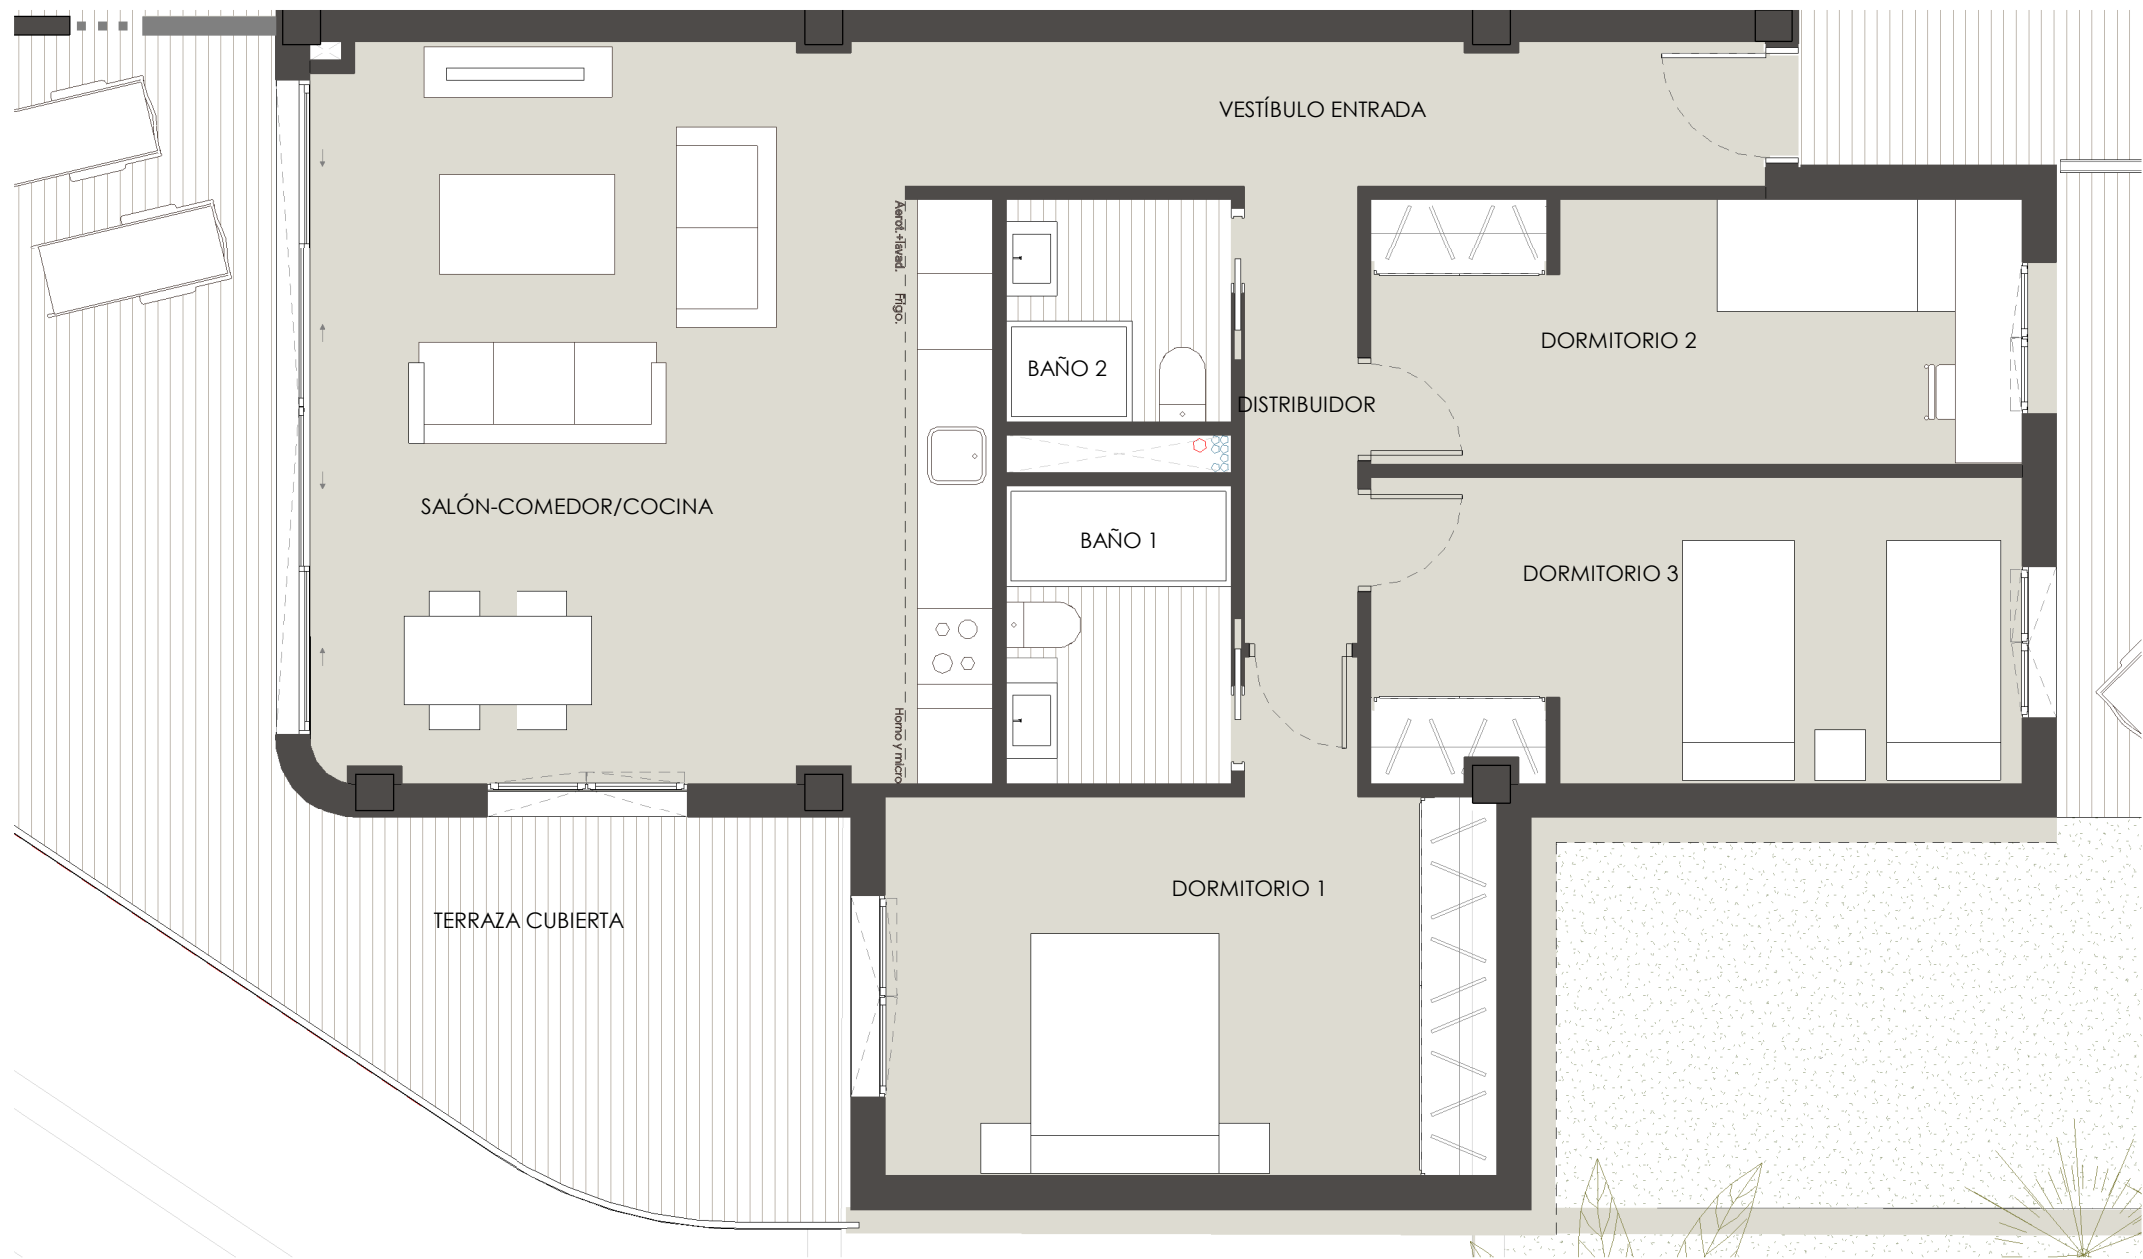 VESTÍBULO ENTRADA
Aerot.+lavad.
Frigo.
DORMITORIO 2
BAÑO 2
DISTRIBUIDOR
SALÓN-COMEDOR/COCINA
BAÑO 1
DORMITORIO 3
Horno y micro
DORMITORIO 1
TERRAZA CUBIERTA